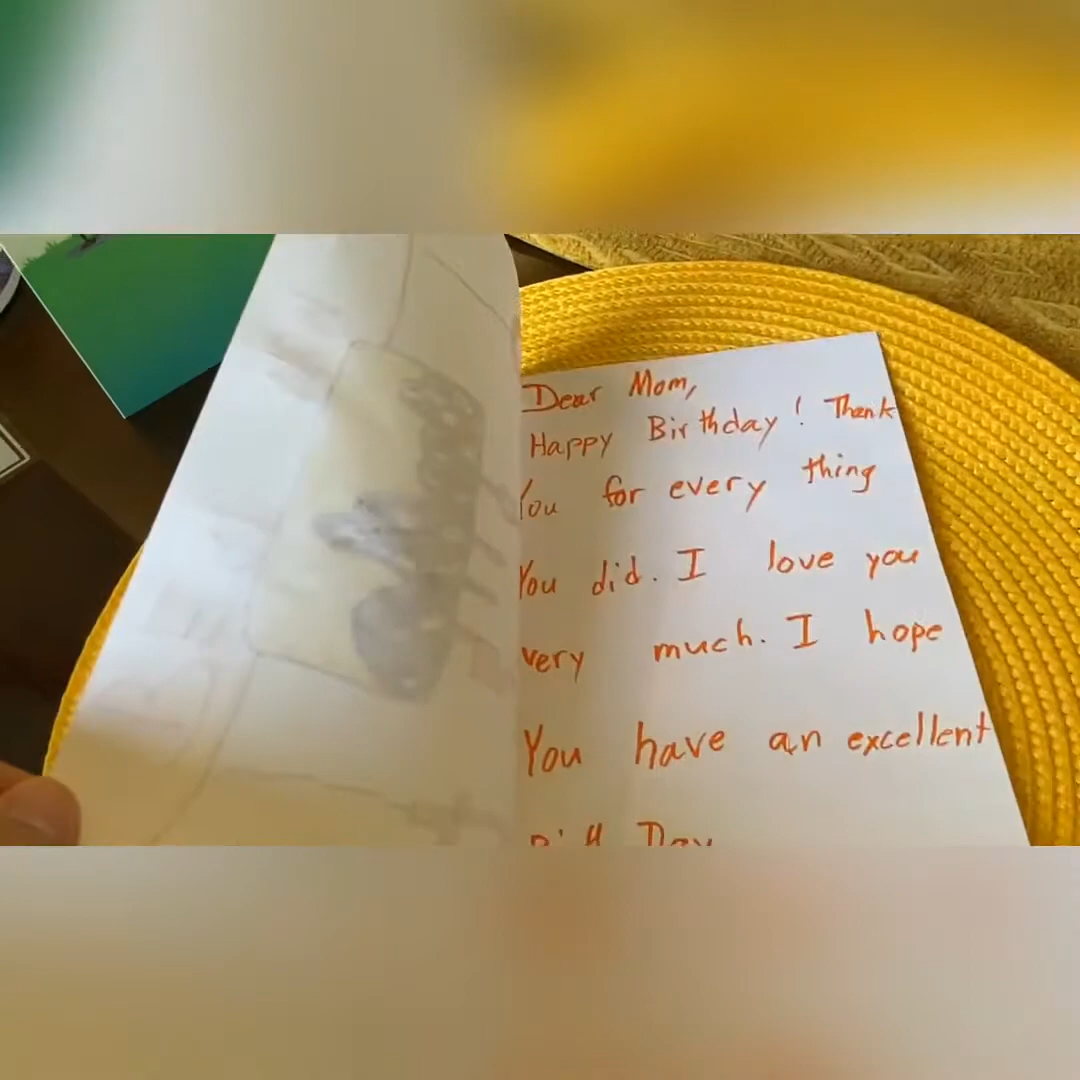 Dear Mom,
Happy Birthday! Thank
You for every thing
You did. I love you
very much. I hope
You have an excellent
Day